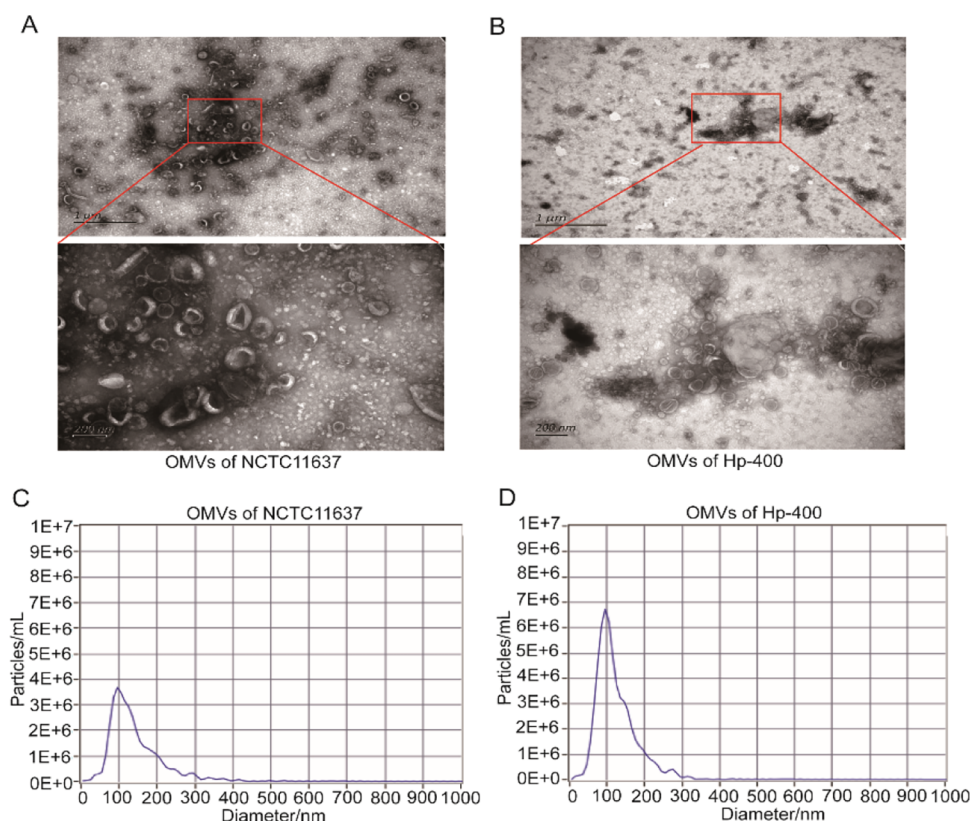 A
B
1 μm
1 μm
200 nm
200 nm
OMVs of NCTC11637
OMVs of Hp-400
C
D
OMVs of NCTC11637
1E+7
9E+6
8E+6
7E+6
6E+6
5E+6
4E+6
3E+6
2E+6
1E+6
0E+0
Particles/mL
0 100 200 300 400 500 600 700 800 900 1000
Diameter/nm
OMVs of Hp-400
1E+7
9E+6
8E+6
7E+6
6E+6
5E+6
4E+6
3E+6
2E+6
1E+6
0E+0
Particles/mL
0 100 200 300 400 500 600 700 800 900 1000
Diameter/nm